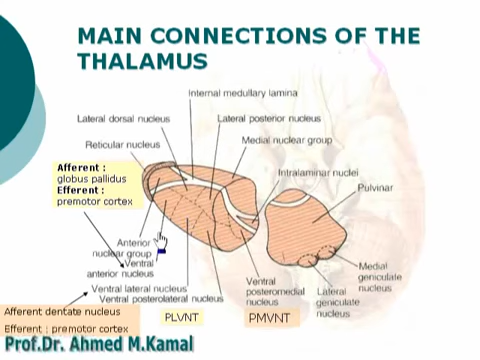 MAIN CONNECTIONS OF THE
THALAMUS
Internal medullary lamina
Lateral dorsal nucleus
Lateral posterior nucleus
Reticular nucleus
Medial nuclear group
Afferent :
globus pallidus
Efferent :
premotor cortex
Intralaminar nuclei
Pulvinar
Anterior
nuclear group
Ventral
anterior nucleus
Ventral lateral nucleus
Ventral posterolateral nucleus
Ventral
posteromedial
nucleus
Lateral
geniculate
nucleus
Medial
geniculate
nucleus
Afferent dentate nucleus
Efferent : premotor cortex
PLVNT
PMVNT
Prof.Dr. Ahmed M.Kamal